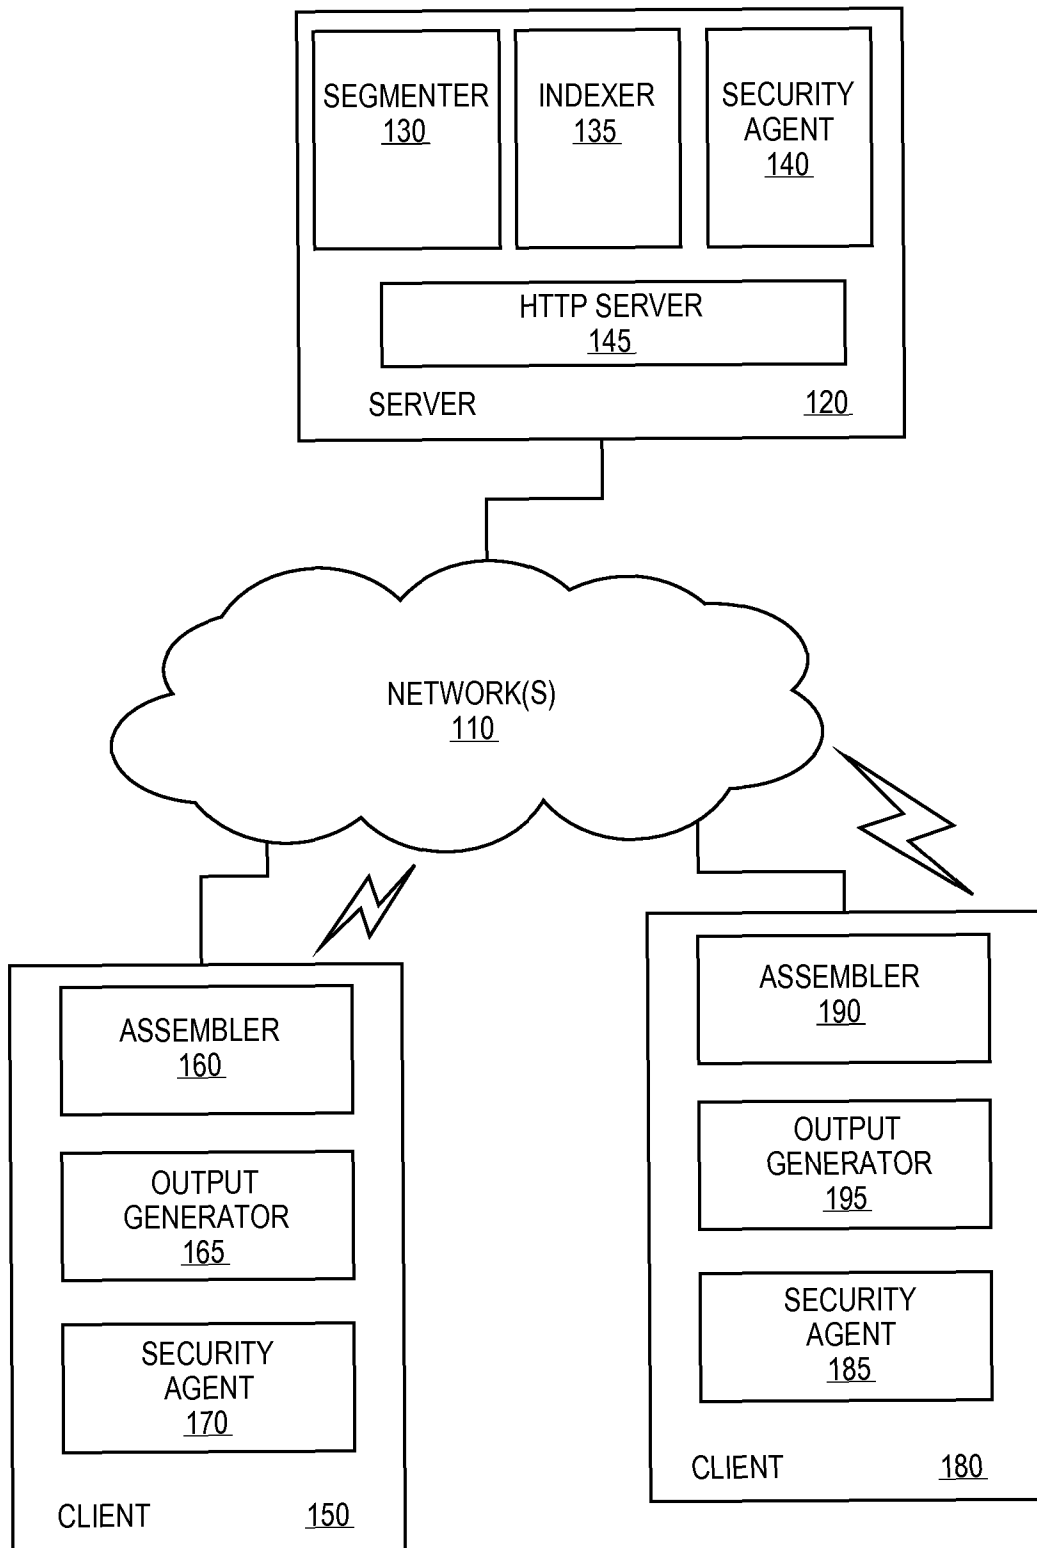 SEGMENTER
130
INDEXER
135
SECURITY
AGENT
140
HTTP SERVER
145
SERVER 120
NETWORK(S)
110
ASSEMBLER
160
OUTPUT
GENERATOR
165
SECURITY
AGENT
170
CLIENT 150
ASSEMBLER
190
OUTPUT
GENERATOR
195
SECURITY
AGENT
185
CLIENT 180